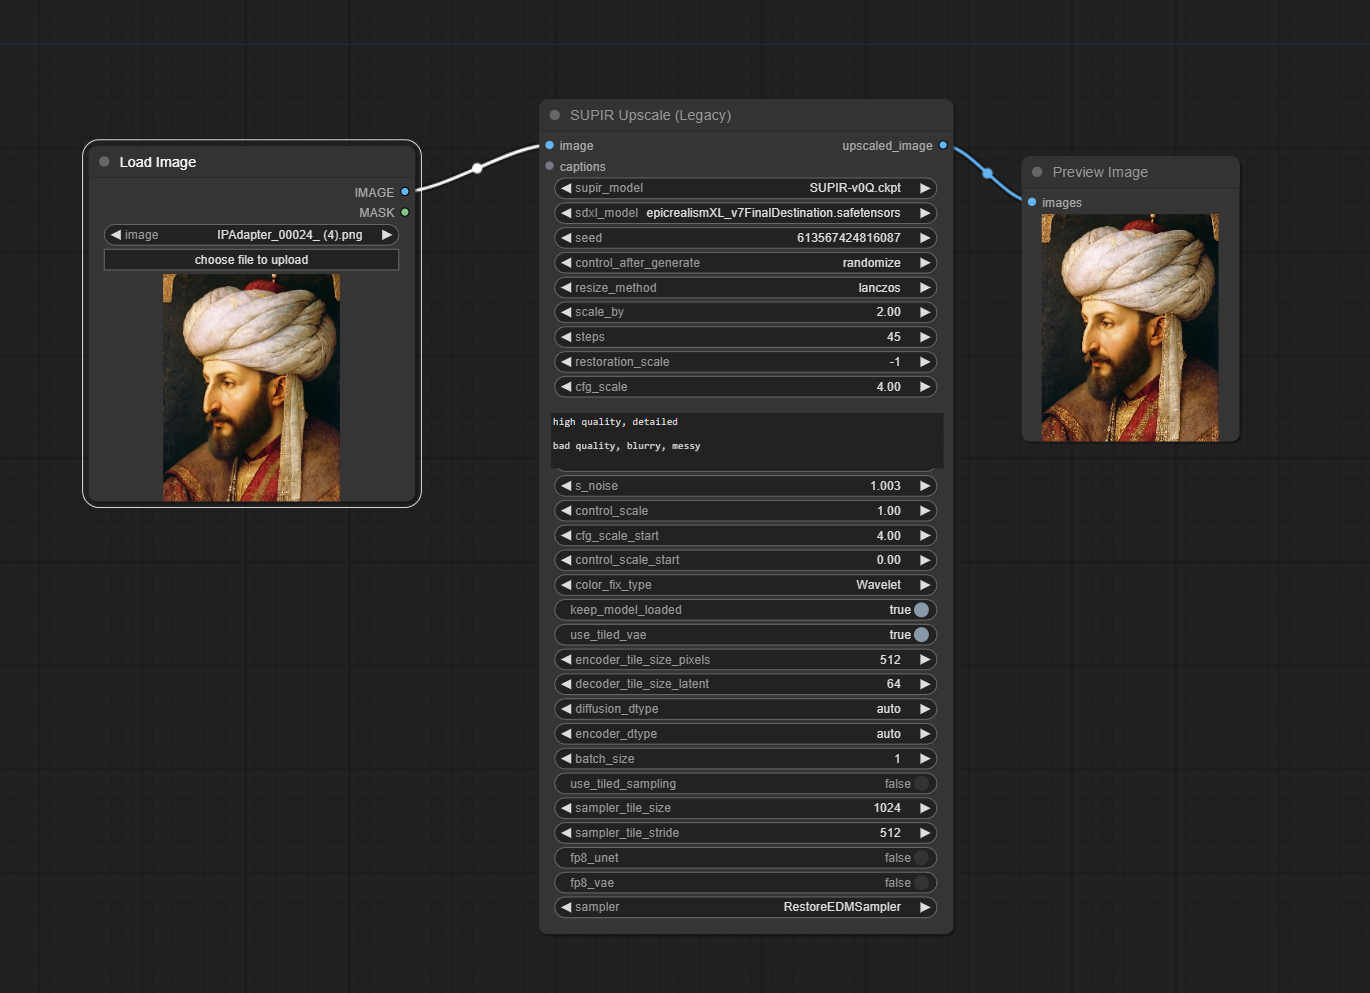 Load Image
IMAGE
MASK
image IPAdapter_00024_ (4).png
choose file to upload
SUPIR Upscale (Legacy)
image upscaled_image
captions
supir_model SUPIR-v0Q.ckpt
sdxl_model epicrealismXL_v7FinalDestination.safetensors
seed 613567424816087
control_after_generate randomize
resize_method lanczos
scale_by 2.00
steps 45
restoration_scale -1
cfg_scale 4.00
high quality, detailed
bad quality, blurry, messy
s_noise 1.003
control_scale 1.00
cfg_scale_start 4.00
control_scale_start 0.00
color_fix_type Wavelet
keep_model_loaded true
use_tiled_vae true
encoder_tile_size_pixels 512
decoder_tile_size_latent 64
diffusion_dtype auto
encoder_dtype auto
batch_size 1
use_tiled_sampling false
sampler_tile_size 1024
sampler_tile_stride 512
fp8_unet false
fp8_vae false
sampler RestoreEDMSampler
Preview Image
images